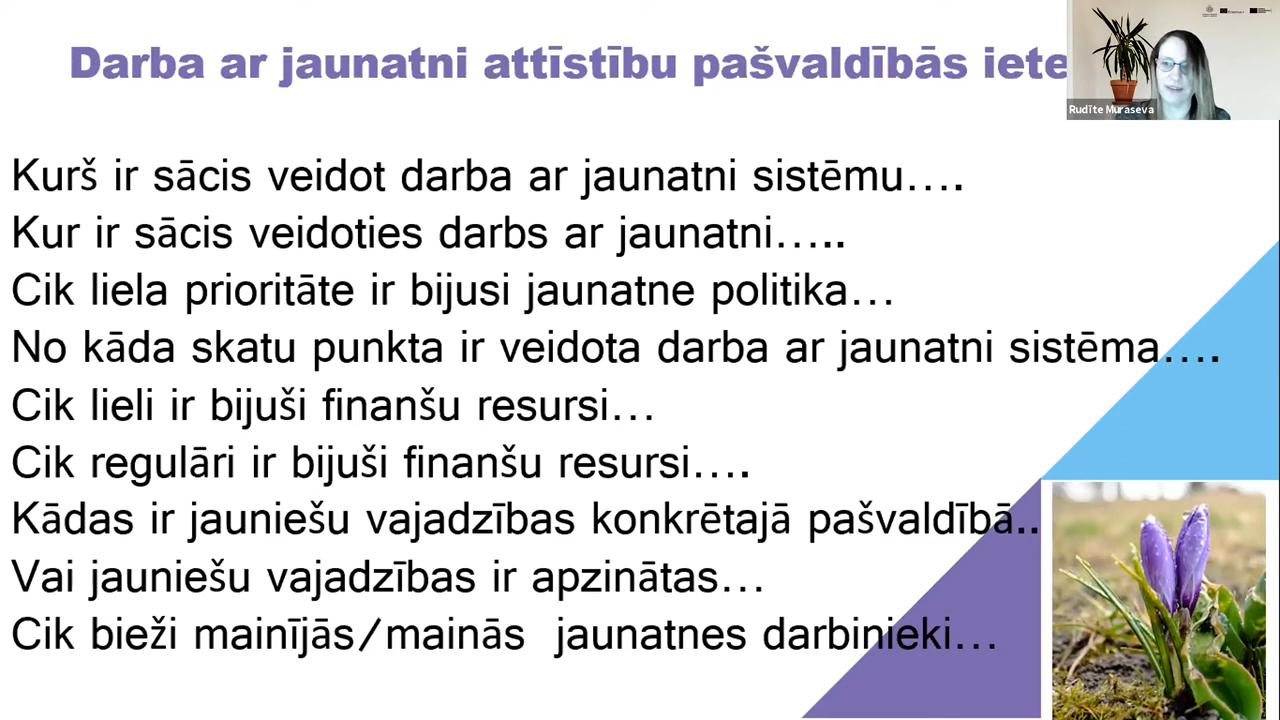 Darba ar jaunatni attīstību pašvaldībās iete
Rudīte Muraseva
Kurš ir sācis veidot darba ar jaunatni sistēmu….
Kur ir sācis veidoties darbs ar jaunatni…..
Cik liela prioritāte ir bijusi jaunatne politika…
No kāda skatu punkta ir veidota darba ar jaunatni sistēma….
Cik lieli ir bijuši finanšu resursi…
Cik regulāri ir bijuši finanšu resursi….
Kādas ir jauniešu vajadzības konkrētajā pašvaldībā..
Vai jauniešu vajadzības ir apzinātas…
Cik bieži mainījās/mainās  jaunatnes darbinieki…